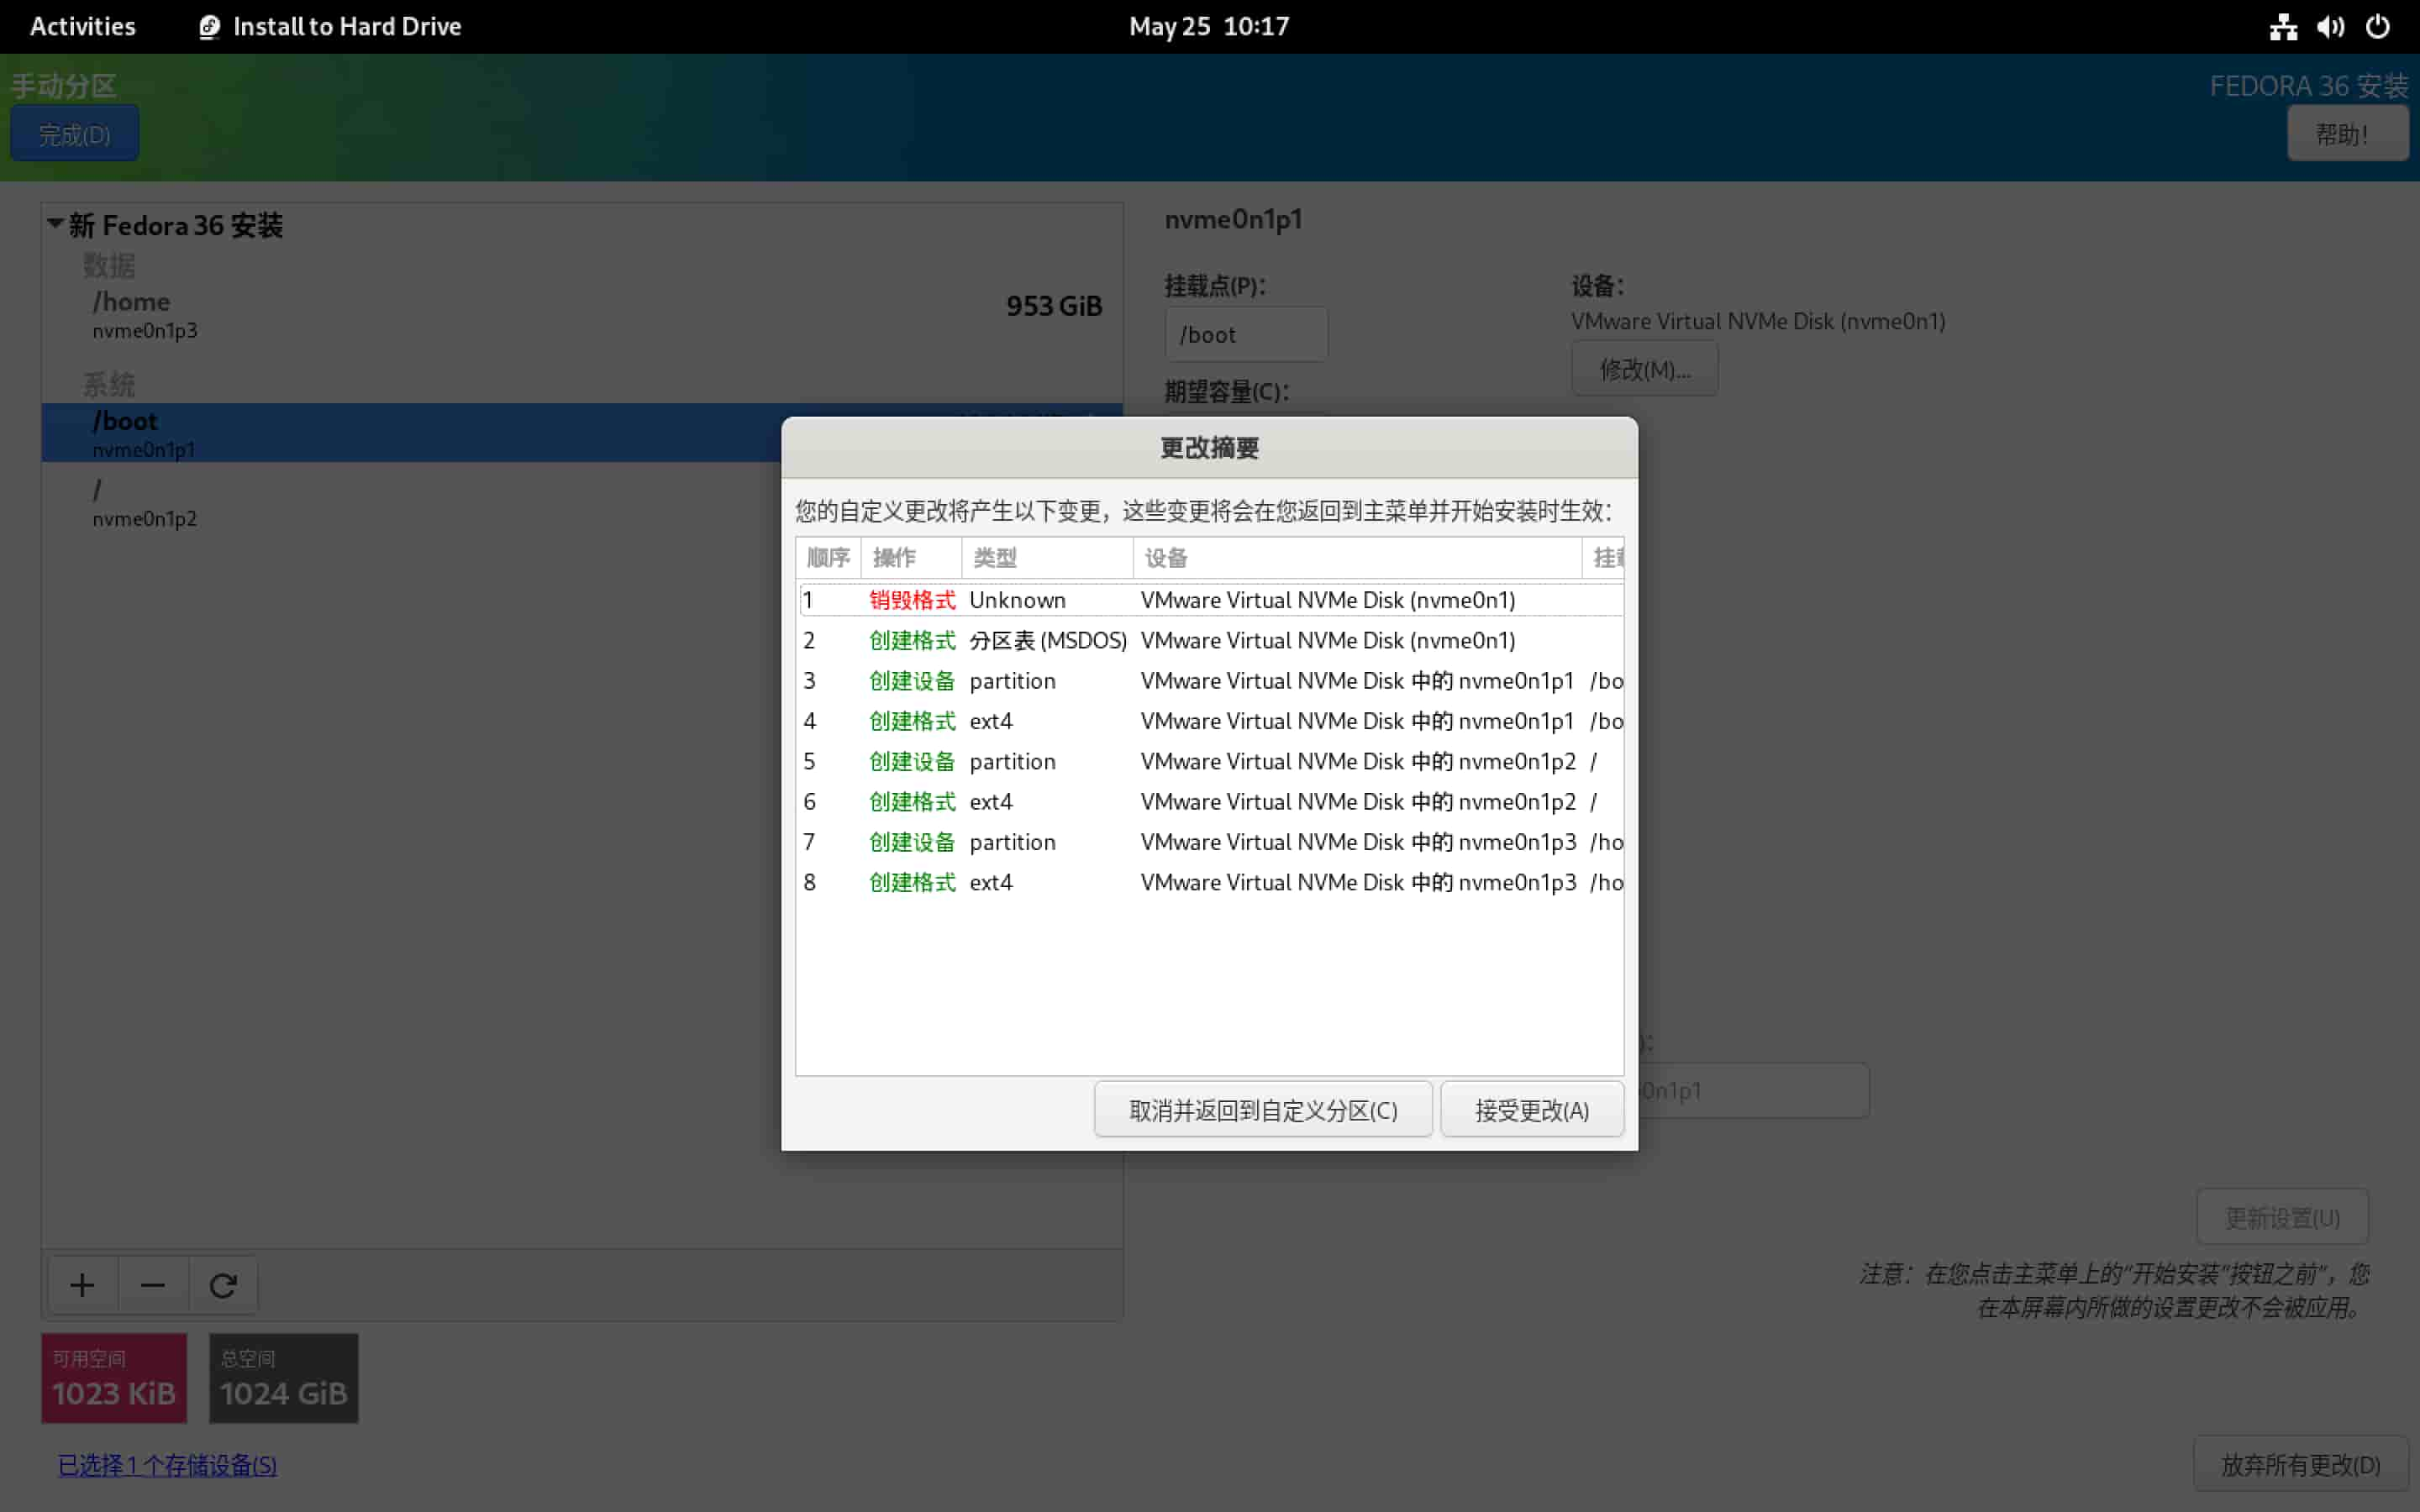 Activities
Install to Hard Drive
May 25 10:17
手动分区
FEDORA 36 安装
完成(D)
帮助！
新 Fedora 36 安装
数据
/home
953 GiB
nvme0n1p3
系统
/boot
nvme0n1p1
/
nvme0n1p2
nvme0n1p1
挂载点(P)：
/boot
期望容量(C)：
设备：
VMware Virtual NVMe Disk (nvme0n1)
修改(M)...
更改摘要
您的自定义更改将产生以下变更，这些变更将会在您返回到主菜单并开始安装时生效：
顺序 操作 类型 设备
1 销毁格式 Unknown VMware Virtual NVMe Disk (nvme0n1)
2 创建格式 分区表 (MSDOS) VMware Virtual NVMe Disk (nvme0n1)
3 创建设备 partition VMware Virtual NVMe Disk 中的 nvme0n1p1 /bo
4 创建格式 ext4 VMware Virtual NVMe Disk 中的 nvme0n1p1 /bo
5 创建设备 partition VMware Virtual NVMe Disk 中的 nvme0n1p2 /
6 创建格式 ext4 VMware Virtual NVMe Disk 中的 nvme0n1p2 /
7 创建设备 partition VMware Virtual NVMe Disk 中的 nvme0n1p3 /ho
8 创建格式 ext4 VMware Virtual NVMe Disk 中的 nvme0n1p3 /ho
取消并返回到自定义分区(C)
接受更改(A)
0n1p1
更新设置(U)
注意：在您点击主菜单上的“开始安装”按钮之前”，您
在本屏幕内所做的设置更改不会被应用。
可用空间
1023 KiB
总空间
1024 GiB
已选择 1 个存储设备(S)
放弃所有更改(D)